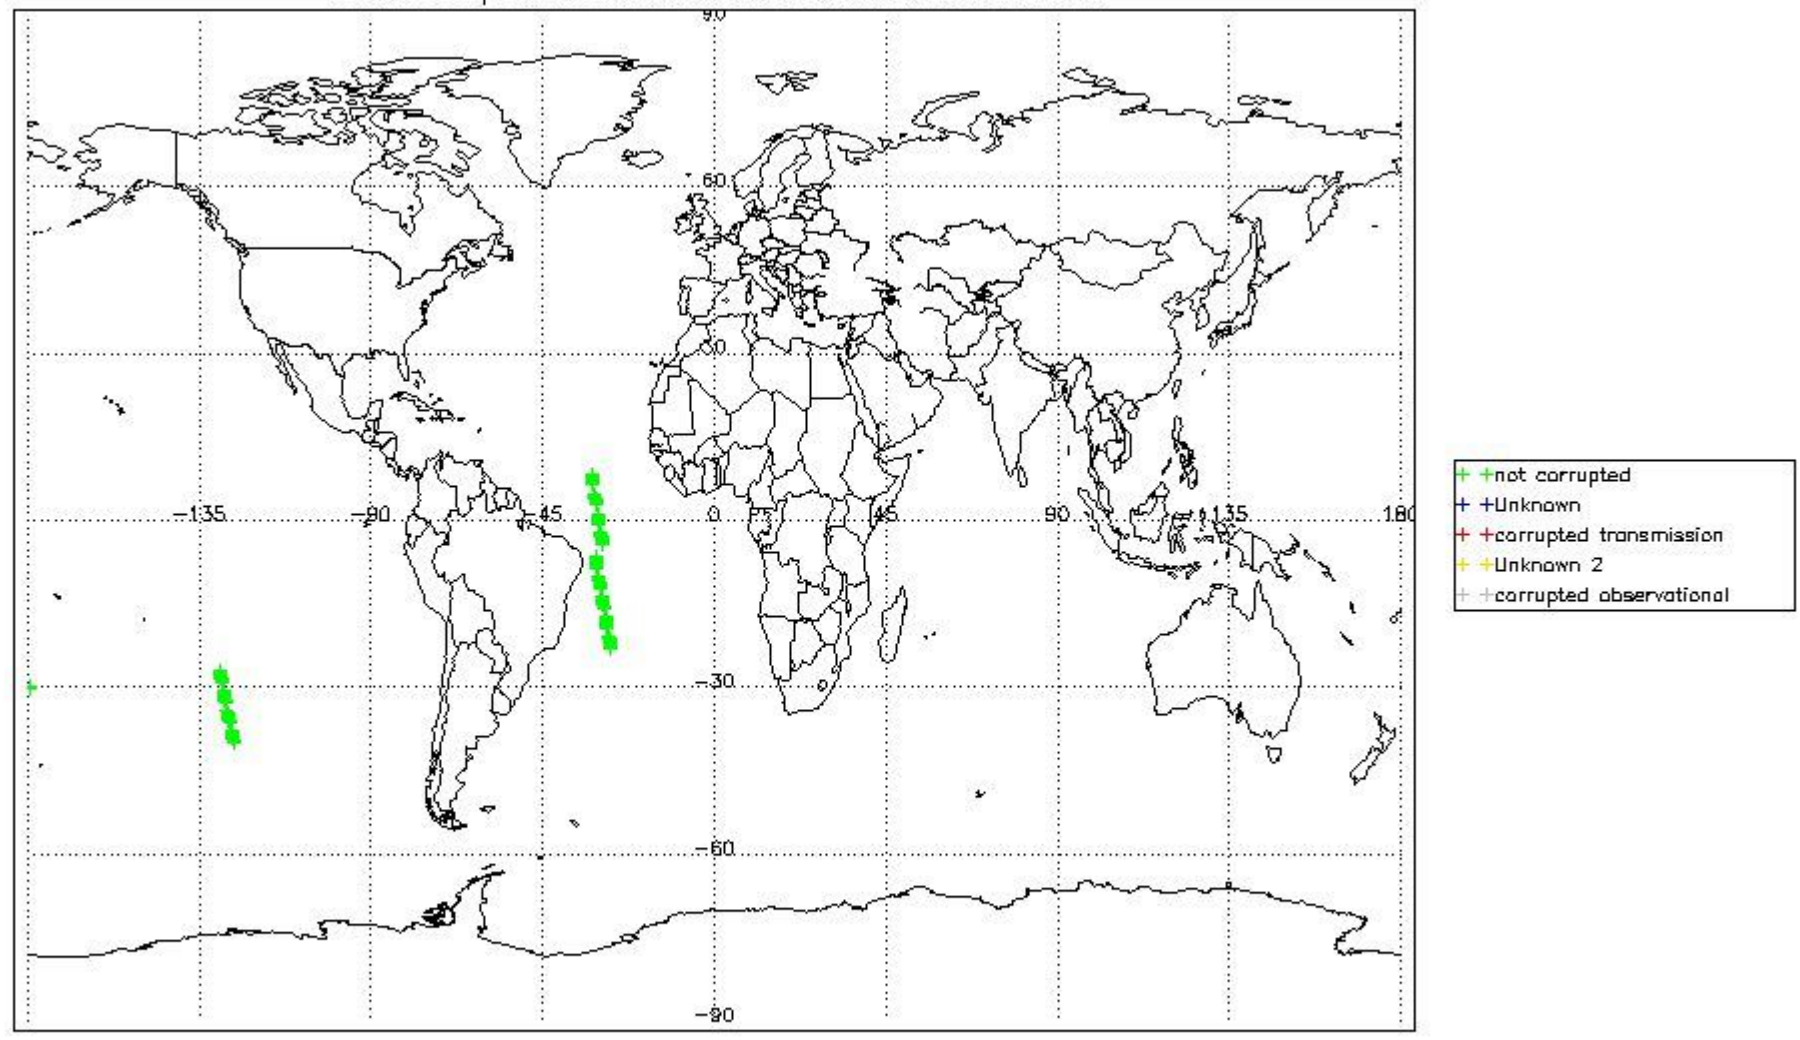 90
60
30
-135 -90 -45 0 45 90 135 180
-30
-60
-90
not corrupted
Unknown
corrupted transmission
Unknown 2
corrupted observational